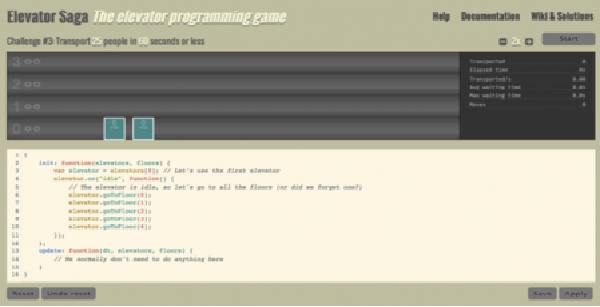 Elevator Saga The elevator programming game
Help Documentation Wiki & Solutions
Challenge #3: Transport 23 people in 60 seconds or less
2x Start
3
2
1
0
Transported 0
Elapsed time 0s
Transported/s 0.00
Avg waiting time 0.0s
Max waiting time 0.0s
Moves 0
1 {
2 init: function(elevators, floors) {
3 var elevator = elevators[0]; // Let's use the first elevator
4 elevator.on("idle", function() {
5 // The elevator is idle, so let's go to all the floors (or did we forget one?)
6 elevator.goToFloor(0);
7 elevator.goToFloor(1);
8 elevator.goToFloor(2);
9 elevator.goToFloor(3);
10 elevator.goToFloor(4);
11 });
12 },
13 update: function(dt, elevators, floors) {
14 // We normally don't need to do anything here
15 }
16 }
Reset Undo reset Save Apply